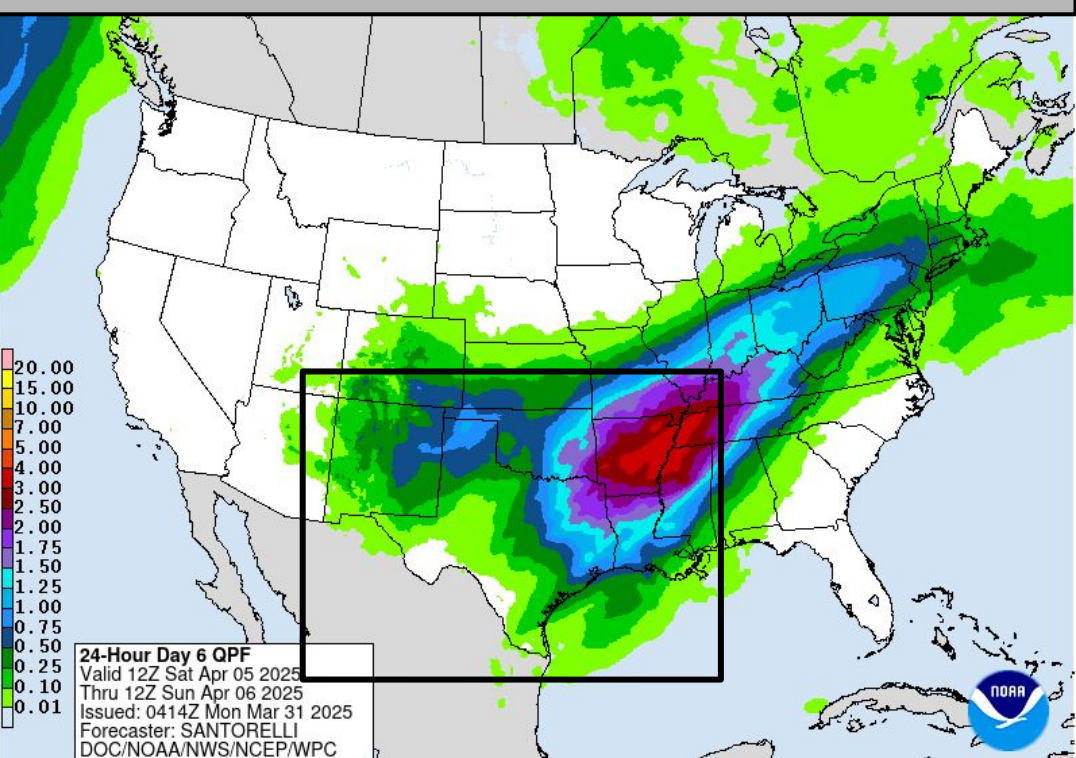 20.00
15.00
10.00
7.00
5.00
4.00
3.00
2.50
2.00
1.75
1.50
1.25
1.00
0.75
0.50
0.25
0.10
0.01
24-Hour Day 6 QPF
Valid 12Z Sat Apr 05 2025
Thru 12Z Sun Apr 06 2025
Issued: 0414Z Mon Mar 31 2025
Forecaster: SANTORELLI
DOC/NOAA/NWS/NCEP/WPC
NOAA